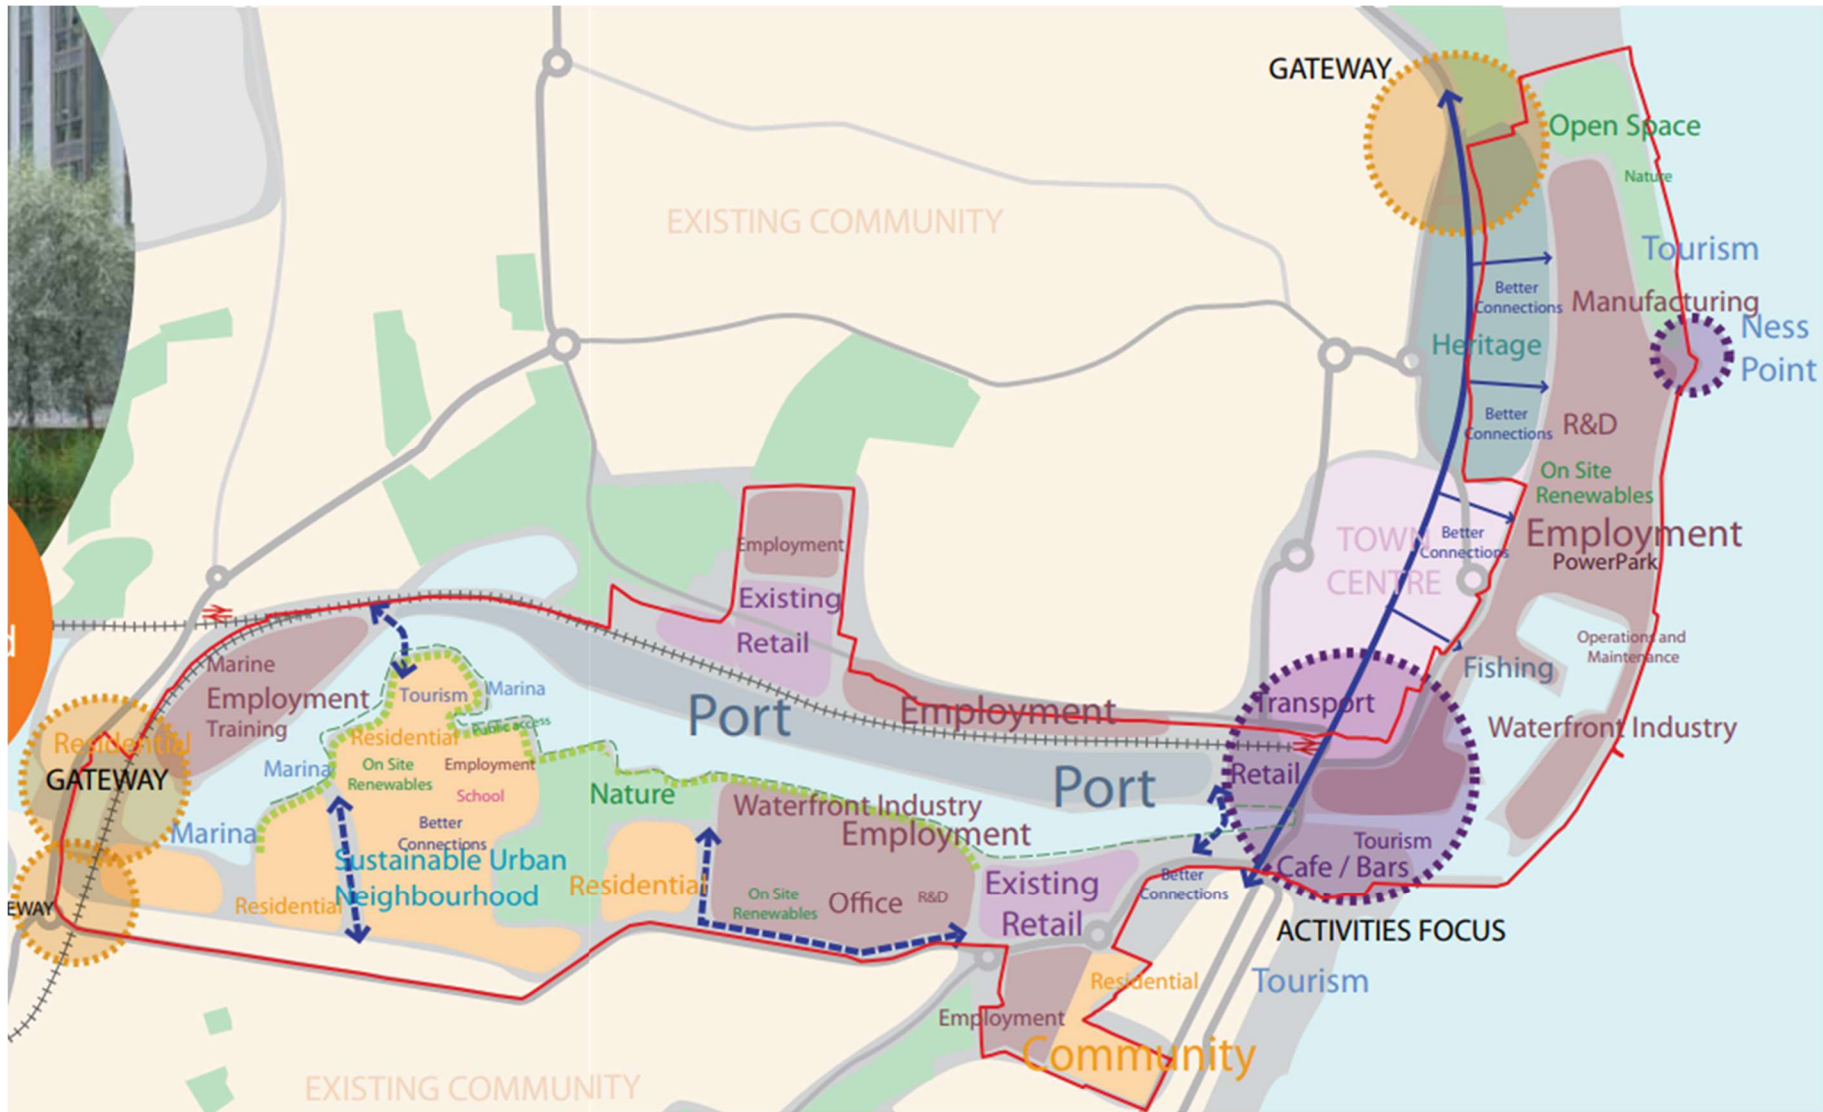 GATEWAY
Open Space
Nature
EXISTING COMMUNITY
Tourism
Better
Connections
Manufacturing
Ness
Point
Heritage
Better
Connections
R&D
On Site
Renewables
TOWN
CENTRE
Better
Connections
Employment
PowerPark
Employment
Existing
Retail
Operations and
Maintenance
Fishing
Marine
Employment
Training
Tourism
Marina
Public access
Port
Employment
Transport
Waterfront Industry
Residential
GATEWAY
Residential
Marina
On Site
Renewables
Employment
School
Nature
Port
Retail
Marina
Better
Connections
Waterfront Industry
Employment
Tourism
Cafe / Bars
Sustainable Urban
Neighbourhood
Residential
Residential
On Site
Renewables
Office
R&D
Existing
Retail
Better
Connections
EWAY
ACTIVITIES FOCUS
Residential
Tourism
Employment
Community
EXISTING COMMUNITY